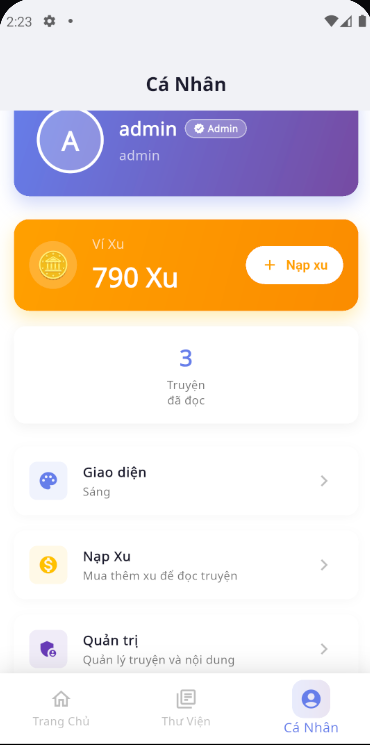 2:23
Cá Nhân
A
admin
Admin
admin
Ví Xu
790 Xu
+ Nạp xu
3
Truyện
đã đọc
Giao diện
Sáng
Nạp Xu
Mua thêm xu để đọc truyện
Quản trị
Quản lý truyện và nội dung
Trang Chủ
Thư Viện
Cá Nhân